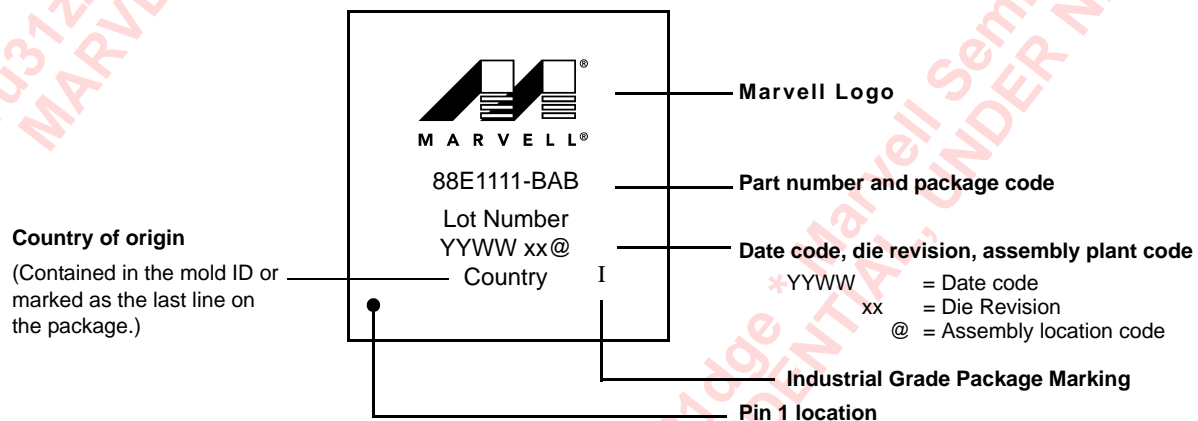 MARVELL®
88E1111-BAB
Lot Number
YYWW xx@
Country I
Marvell Logo
Part number and package code
Date code, die revision, assembly plant code
YYWW = Date code
xx = Die Revision
@ = Assembly location code
Industrial Grade Package Marking
Pin 1 location
Country of origin
(Contained in the mold ID or
marked as the last line on
the package.)